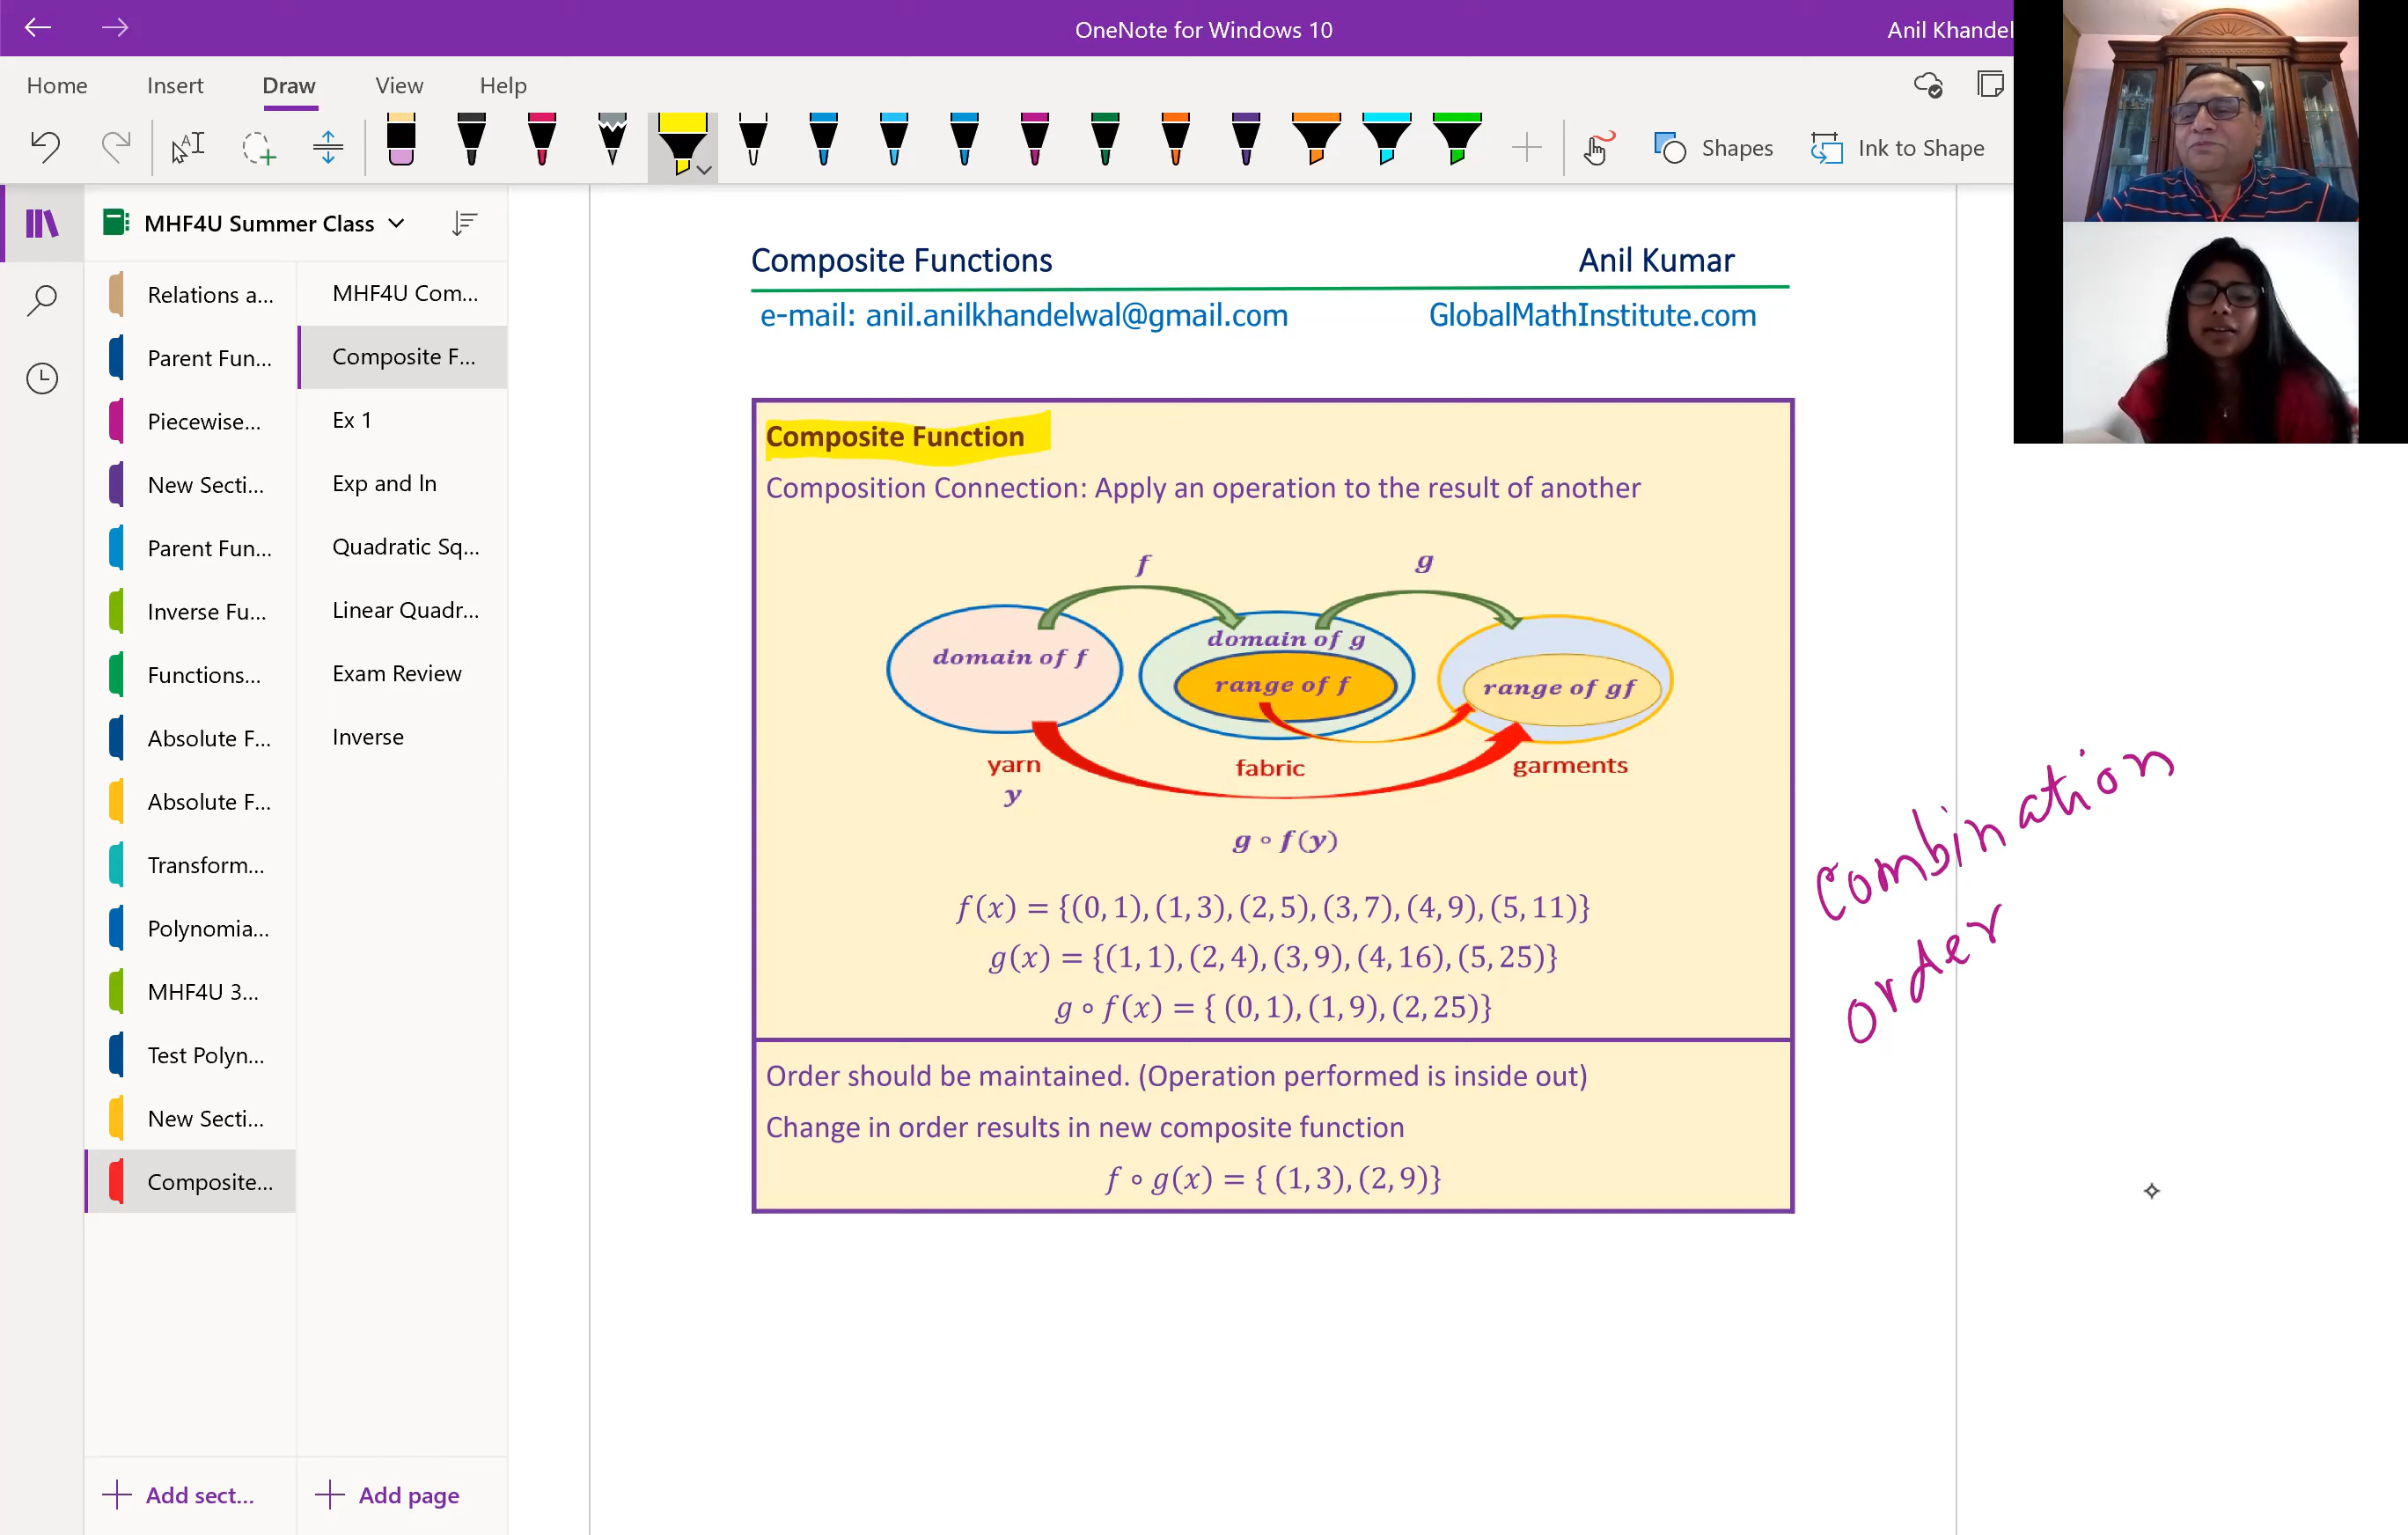 OneNote for Windows 10
Anil Khandel
Home Insert Draw View Help
Shapes Ink to Shape
MHF4U Summer Class
Relations a...
Parent Fun...
Piecewise...
New Secti...
Parent Fun...
Inverse Fu...
Functions...
Absolute F...
Absolute F...
Transform...
Polynomia...
MHF4U 3...
Test Polyn...
New Secti...
Composite...
Add sect...
MHF4U Com...
Composite F...
Ex 1
Exp and ln
Quadratic Sq...
Linear Quadr...
Exam Review
Inverse
Add page
Composite Functions Anil Kumar
e-mail: anil.anilkhandelwal@gmail.com GlobalMathInstitute.com
Composite Function
Composition Connection: Apply an operation to the result of another
f g
domain of f
domain of g
range of f
range of gf
yarn fabric garments
y
g ∘ f(y)
f(x) = {(0, 1), (1, 3), (2, 5), (3, 7), (4, 9), (5, 11)}
g(x) = {(1, 1), (2, 4), (3, 9), (4, 16), (5, 25)}
g ∘ f(x) = { (0, 1), (1, 9), (2, 25)}
Order should be maintained. (Operation performed is inside out)
Change in order results in new composite function
f ∘ g(x) = { (1, 3), (2, 9)}
Combination
order